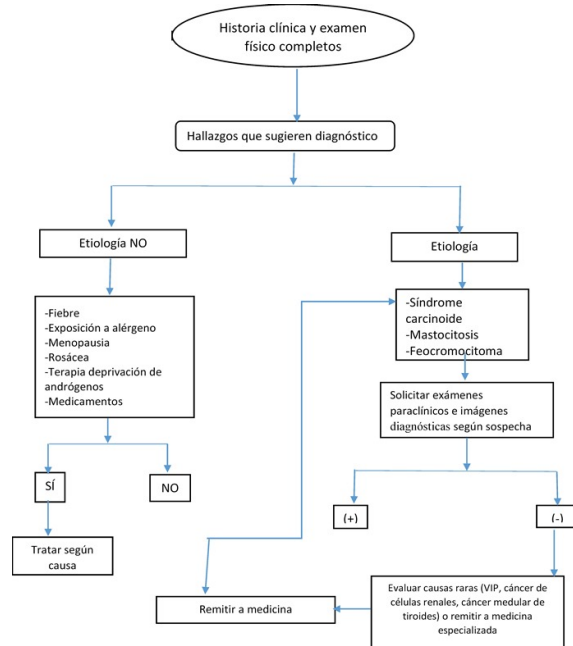 Historia clínica y examen
físico completos
Hallazgos que sugieren diagnóstico
Etiología NO
Etiología
-Fiebre
-Exposición a alérgeno
-Menopausia
-Rosácea
-Terapia deprivación de
andrógenos
-Medicamentos
-Síndrome
carcinoide
-Mastocitosis
-Feocromocitoma
Solicitar exámenes
paraclínicos e imágenes
diagnósticas según sospecha
SÍ
NO
(+)
(-)
Tratar según
causa
Remitir a medicina
Evaluar causas raras (VIP, cáncer de
células renales, cáncer medular de
tiroides) o remitir a medicina
especializada